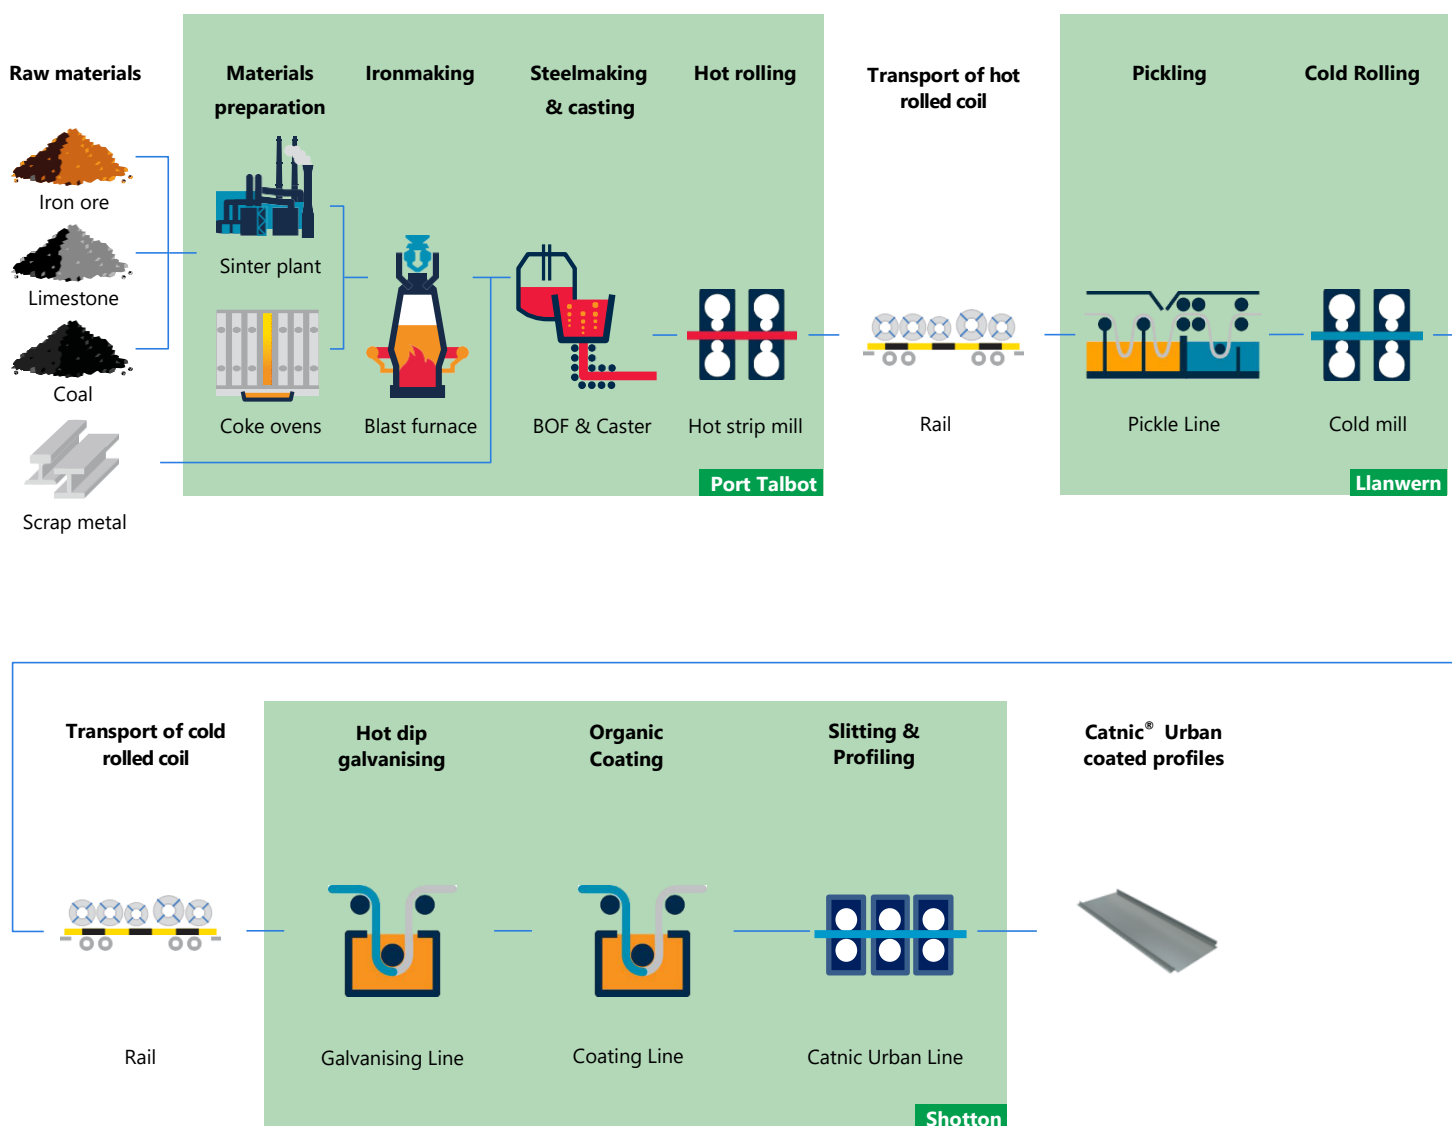 Raw materials
Materials
preparation
Ironmaking
Steelmaking
& casting
Hot rolling
Transport of hot
rolled coil
Pickling
Cold Rolling
Iron ore
Limestone
Coal
Scrap metal
Sinter plant
Coke ovens
Blast furnace
BOF & Caster
Hot strip mill
Rail
Pickle Line
Cold mill
Port Talbot
Llanwern
Transport of cold
rolled coil
Hot dip
galvanising
Organic
Coating
Slitting &
Profiling
Catnic® Urban
coated profiles
Rail
Galvanising Line
Coating Line
Catnic Urban Line
Shotton